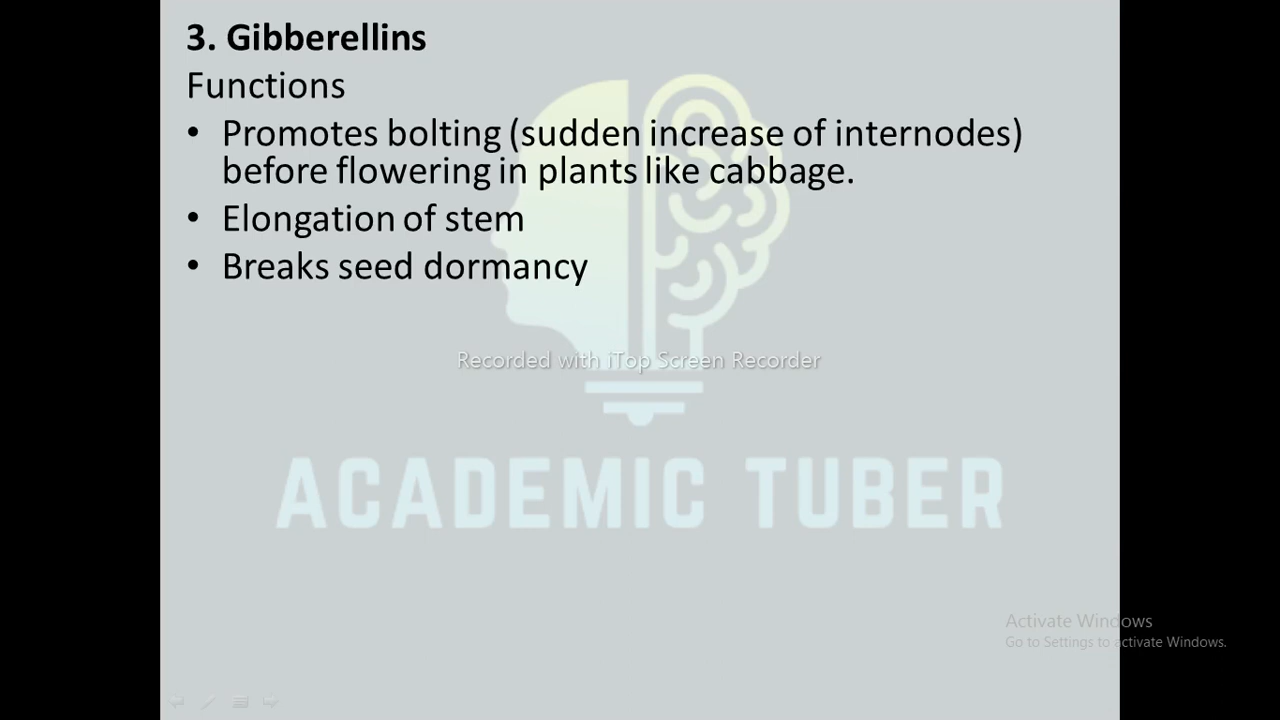 3. Gibberellins
Functions
• Promotes bolting (sudden increase of internodes)
before flowering in plants like cabbage.
• Elongation of stem
• Breaks seed dormancy
Recorded with iTop Screen Recorder
ACADEMIC TUBER
Activate Windows
Go to Settings to activate Windows.